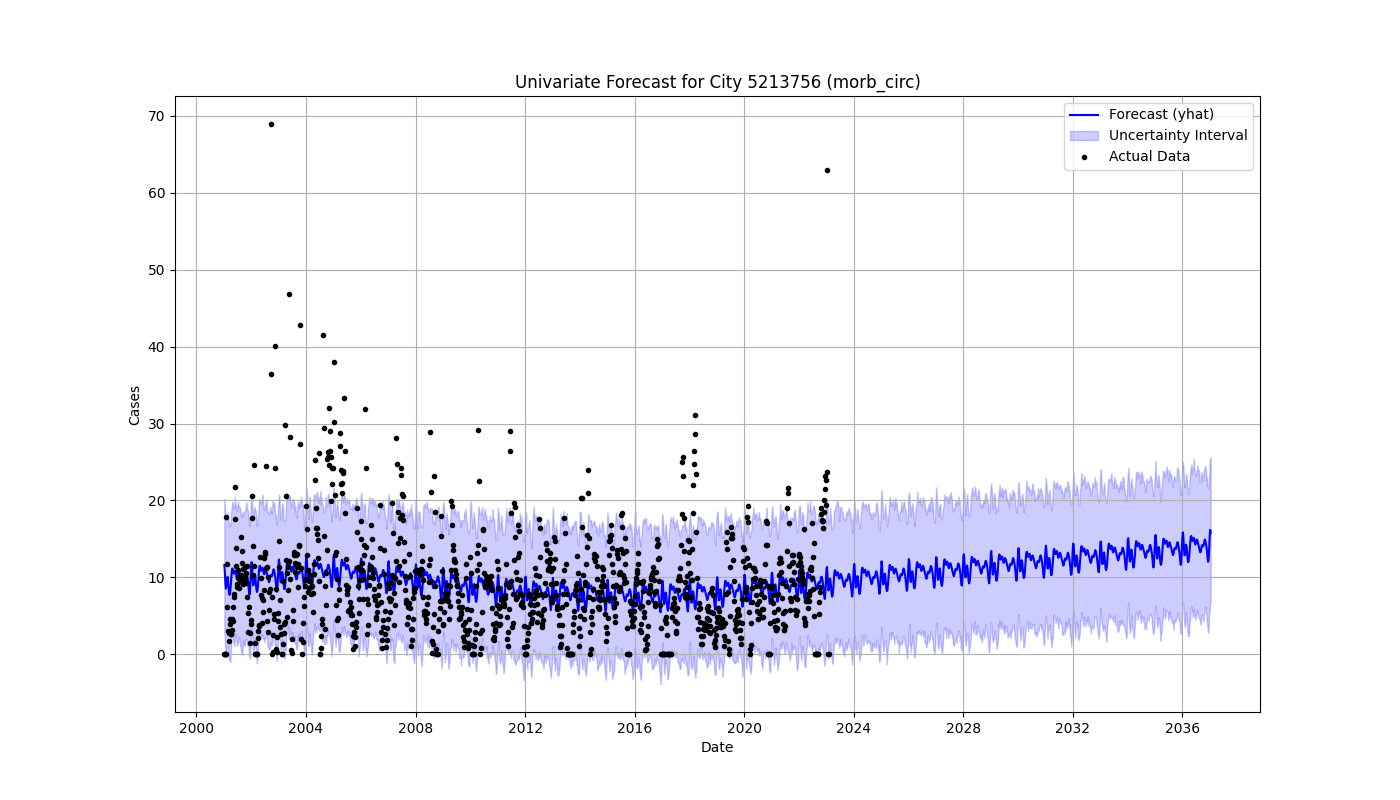 Univariate Forecast for City 5213756 (morb_circ)
Forecast (yhat)
Uncertainty Interval
Actual Data
Cases
70
60
50
40
30
20
10
0
2000 2004 2008 2012 2016 2020 2024 2028 2032 2036
Date